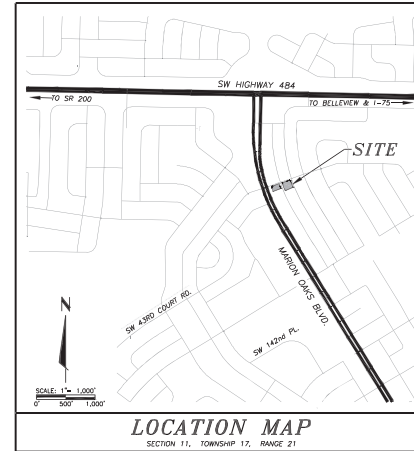 SW HIGHWAY 484
TO SR 200
TO BELLEVIEW & I-75
SITE
MARION OAKS BLVD.
SW 43RD COURT RD.
SW 142nd PL.
N
SCALE: 1"= 1,000'
0' 500' 1,000'
LOCATION MAP
SECTION 11, TOWNSHIP 17, RANGE 21